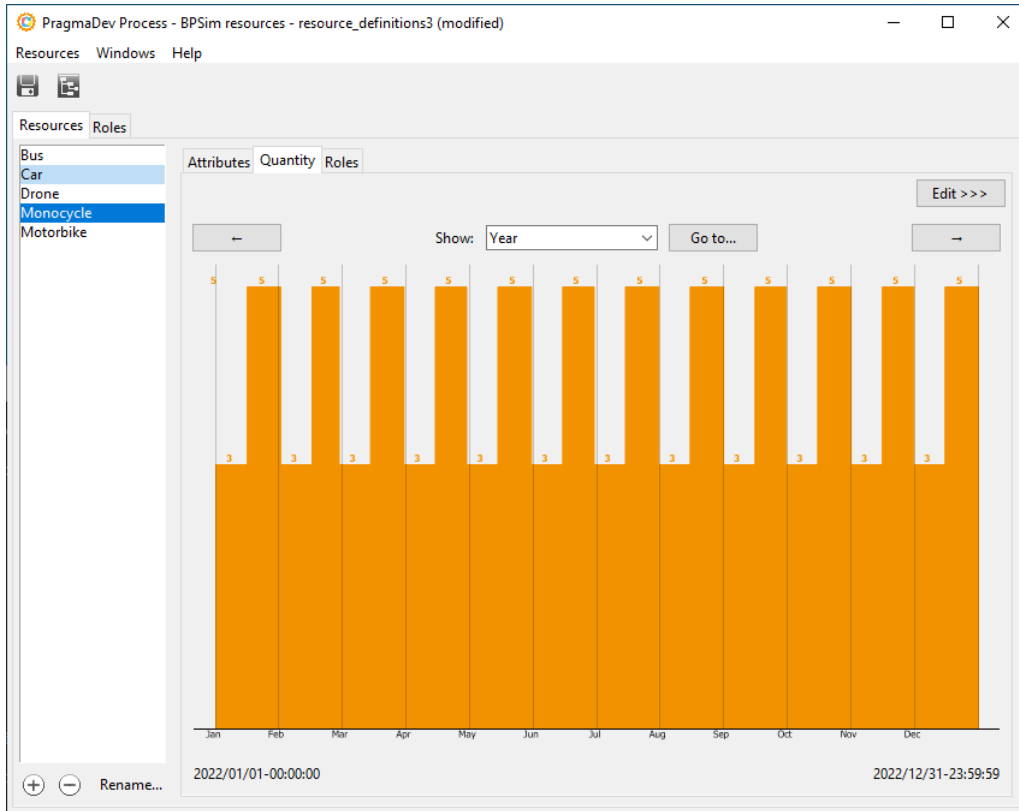 PragmaDev Process - BPSim resources - resource_definitions3 (modified)
Resources Windows Help
Resources Roles
Bus
Car
Drone
Monocycle
Motorbike
Attributes Quantity Roles
Edit >>>
← Show: Year Go to... →
5 5 5 5 5 5 5 5 5 5 5 5 5
3 3 3 3 3 3 3 3 3 3 3 3
Jan Feb Mar Apr May Jun Jul Aug Sep Oct Nov Dec
2022/01/01-00:00:00 2022/12/31-23:59:59
Rename...